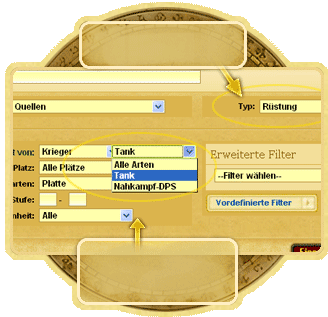 Quellen Typ: Rüstung
t von: Krieger Tank
Platz: Alle Plätze Alle Arten
arten: Platte Tank
Stufe: - Nahkampf-DPS
nheit: Alle
Erweiterte Filter
--Filter wählen--
Vordefinierte Filter